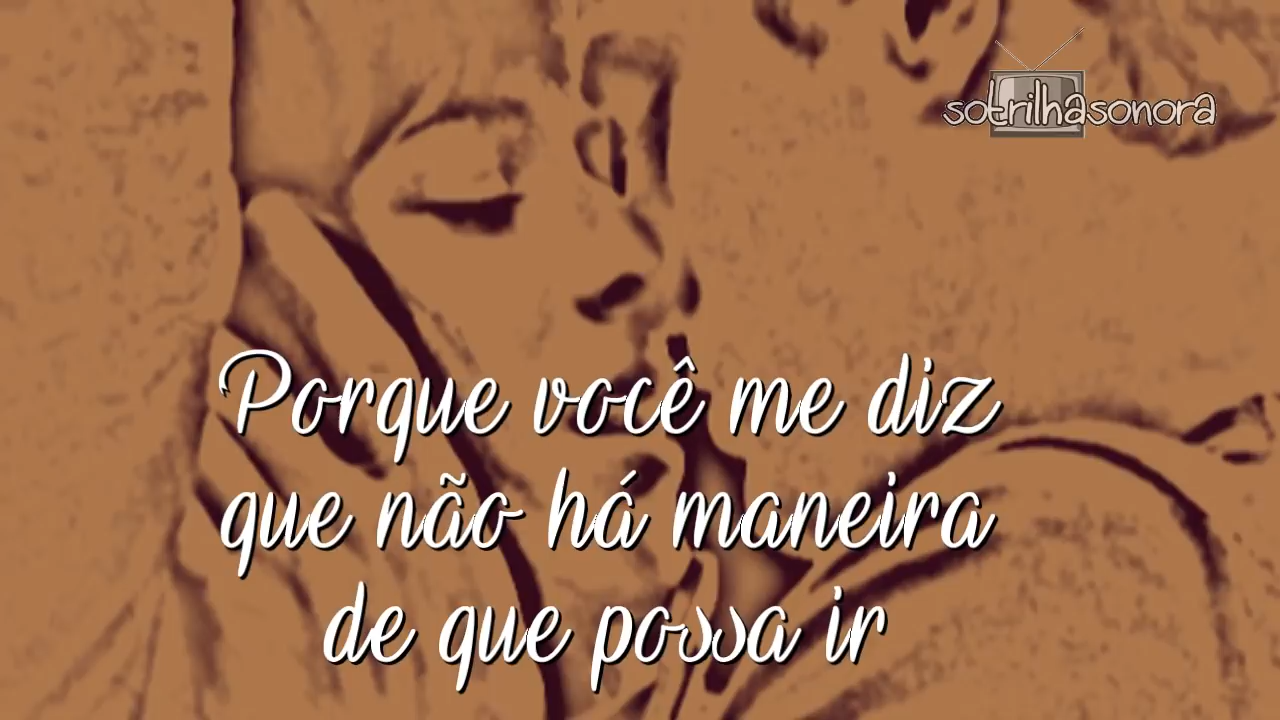 sotrilhasonora
Porque você me diz
que não há maneira
de que possa ir